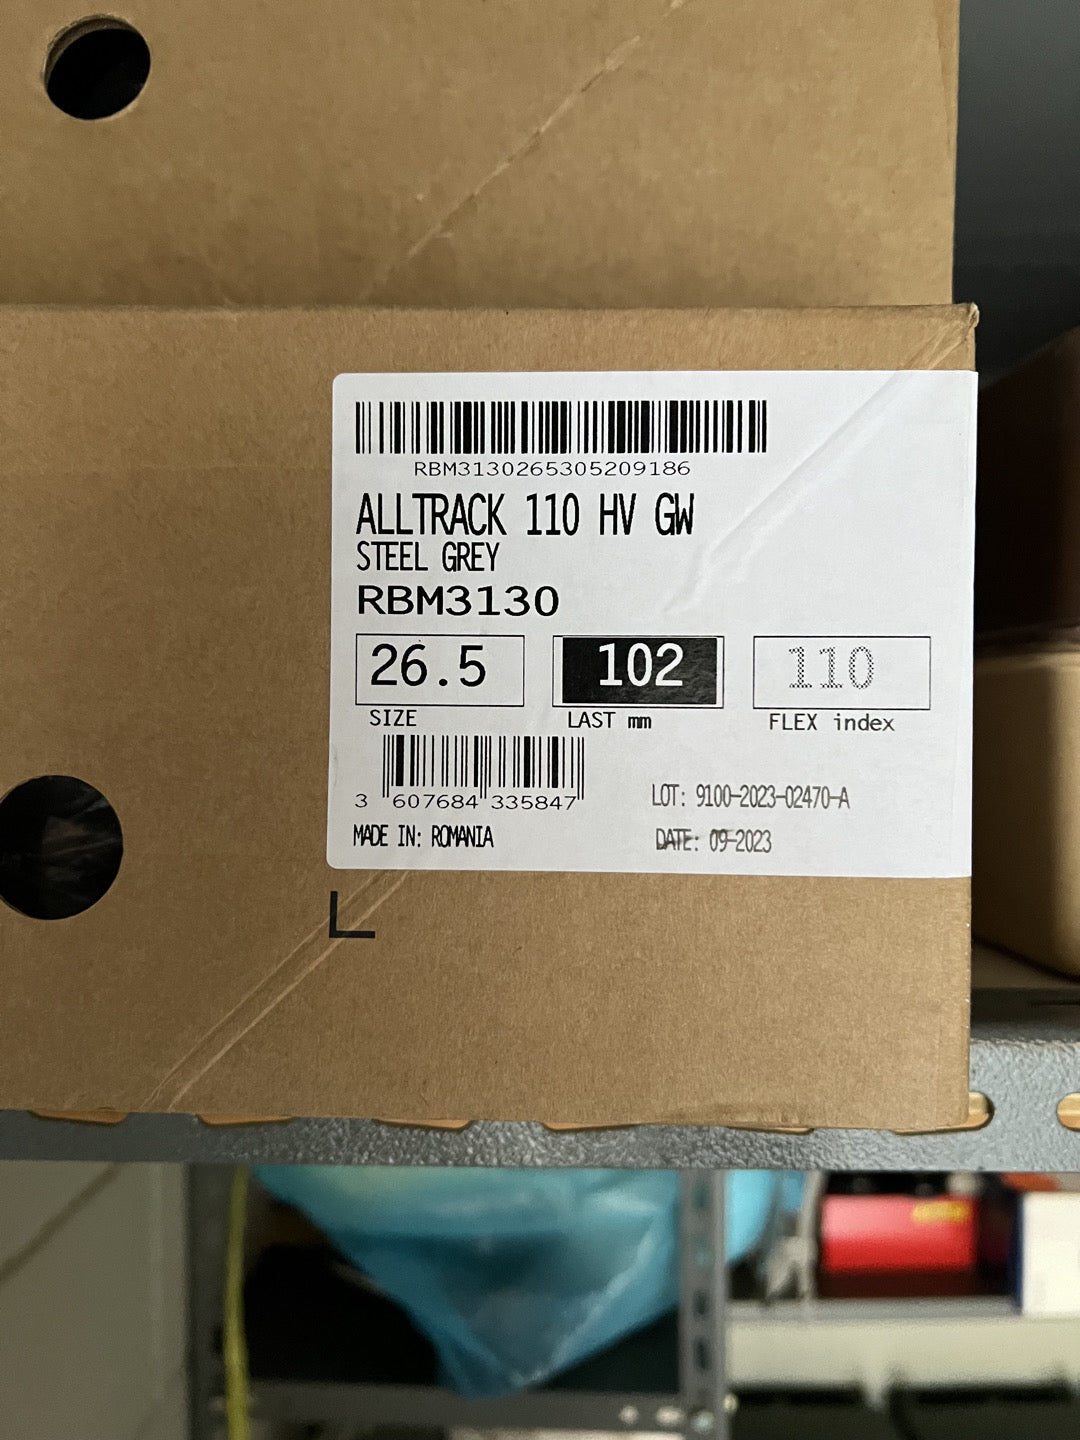 RBM3130265305209186
ALLTRACK 110 HV GW
STEEL GREY
RBM3130
26.5 102 110
SIZE LAST mm FLEX index
3 607684 335847
LOT: 9100-2023-02470-A
MADE IN: ROMANIA
DATE: 09-2023